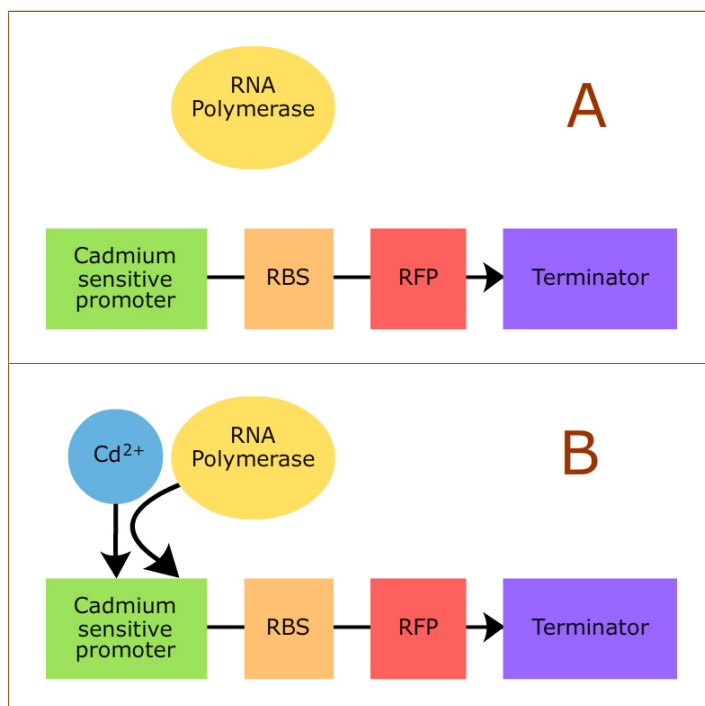 RNA
Polymerase
A
Cadmium
sensitive
promoter
RBS
RFP
Terminator
Cd²⁺
RNA
Polymerase
B
Cadmium
sensitive
promoter
RBS
RFP
Terminator